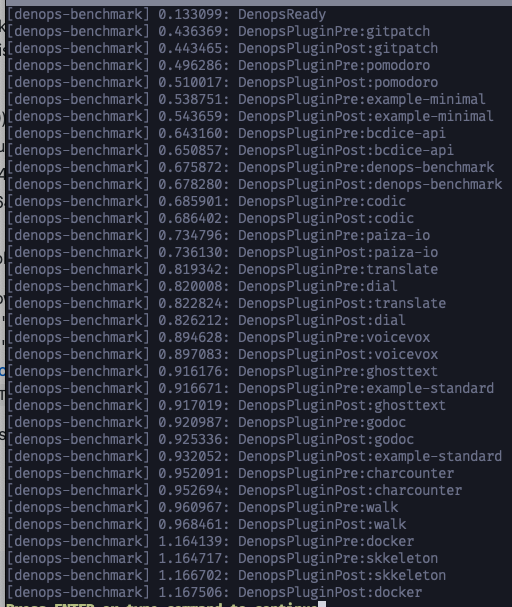 [denops-benchmark] 0.133099: DenopsReady
[denops-benchmark] 0.436369: DenopsPluginPre:gitpatch
[denops-benchmark] 0.443465: DenopsPluginPost:gitpatch
[denops-benchmark] 0.496286: DenopsPluginPre:pomodoro
[denops-benchmark] 0.510017: DenopsPluginPost:pomodoro
[denops-benchmark] 0.538751: DenopsPluginPre:example-minimal
[denops-benchmark] 0.543659: DenopsPluginPost:example-minimal
[denops-benchmark] 0.643160: DenopsPluginPre:bcdice-api
[denops-benchmark] 0.650857: DenopsPluginPost:bcdice-api
[denops-benchmark] 0.675872: DenopsPluginPre:denops-benchmark
[denops-benchmark] 0.678280: DenopsPluginPost:denops-benchmark
[denops-benchmark] 0.685901: DenopsPluginPre:codic
[denops-benchmark] 0.686402: DenopsPluginPost:codic
[denops-benchmark] 0.734796: DenopsPluginPre:paiza-io
[denops-benchmark] 0.736130: DenopsPluginPost:paiza-io
[denops-benchmark] 0.819342: DenopsPluginPre:translate
[denops-benchmark] 0.820008: DenopsPluginPre:dial
[denops-benchmark] 0.822824: DenopsPluginPost:translate
[denops-benchmark] 0.826212: DenopsPluginPost:dial
[denops-benchmark] 0.894628: DenopsPluginPre:voicevox
[denops-benchmark] 0.897083: DenopsPluginPost:voicevox
[denops-benchmark] 0.916176: DenopsPluginPre:ghosttext
[denops-benchmark] 0.916671: DenopsPluginPre:example-standard
[denops-benchmark] 0.917019: DenopsPluginPost:ghosttext
[denops-benchmark] 0.920987: DenopsPluginPre:godoc
[denops-benchmark] 0.925336: DenopsPluginPost:godoc
[denops-benchmark] 0.932052: DenopsPluginPost:example-standard
[denops-benchmark] 0.952091: DenopsPluginPre:charcounter
[denops-benchmark] 0.952694: DenopsPluginPost:charcounter
[denops-benchmark] 0.960967: DenopsPluginPre:walk
[denops-benchmark] 0.968461: DenopsPluginPost:walk
[denops-benchmark] 1.164139: DenopsPluginPre:docker
[denops-benchmark] 1.164717: DenopsPluginPre:skkeleton
[denops-benchmark] 1.166702: DenopsPluginPost:skkeleton
[denops-benchmark] 1.167506: DenopsPluginPost:docker
Press ENTER or type command to continue